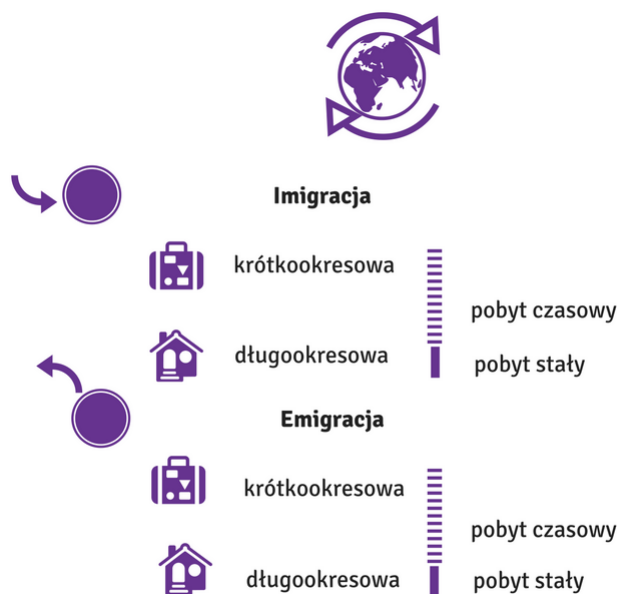 Imigracja
krótkookresowa
pobyt czasowy
długookresowa
pobyt stały
Emigracja
krótkookresowa
pobyt czasowy
długookresowa
pobyt stały